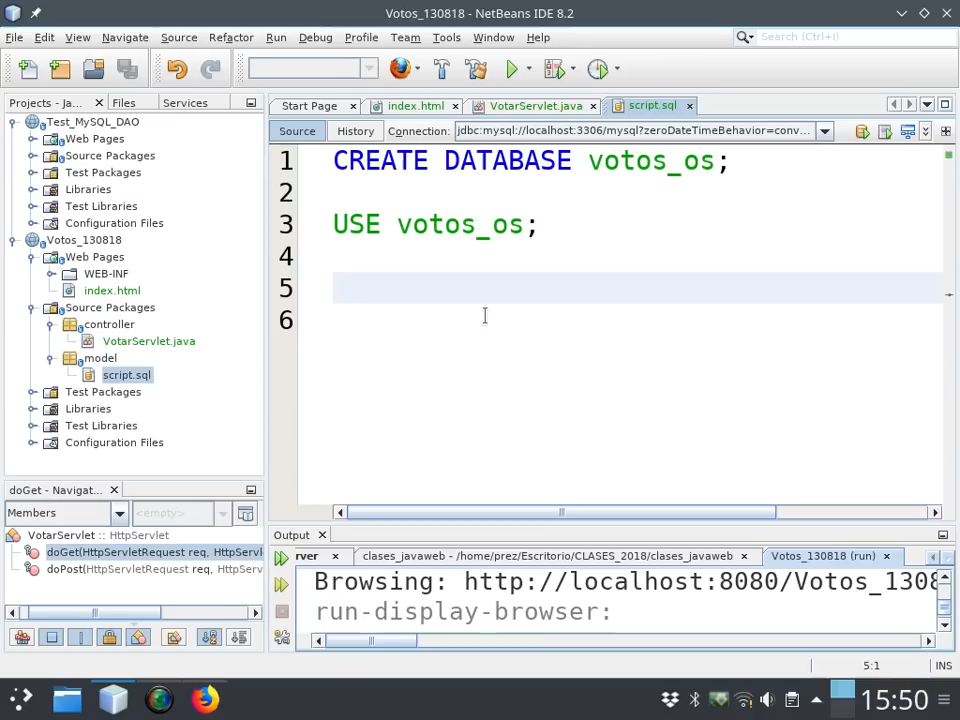 Votos_130818 - NetBeans IDE 8.2
File Edit View Navigate Source Refactor Run Debug Profile Team Tools Window Help
Search (Ctrl+I)
Projects - Ja... Files Services
Start Page index.html VotarServlet.java script.sql
Source History Connection: jdbc:mysql://localhost:3306/mysql?zeroDateTimeBehavior=conv...
Test_MySQL_DAO
Web Pages
Source Packages
Test Packages
Libraries
Test Libraries
Configuration Files
Votos_130818
Web Pages
WEB-INF
index.html
Source Packages
controller
VotarServlet.java
model
script.sql
Test Packages
Libraries
Test Libraries
Configuration Files
1 CREATE DATABASE votos_os;
2
3 USE votos_os;
4
5
6
doGet - Navigat...
Members
<empty>
VotarServlet :: HttpServlet
doGet(HttpServletRequest req, HttpServl
doPost(HttpServletRequest req, HttpServ
Output
rver clases_javaweb - /home/prez/Escritorio/CLASES_2018/clases_javaweb Votos_130818 (run)
Browsing: http://localhost:8080/Votos_1308
run-display-browser:
5:1 INS
15:50